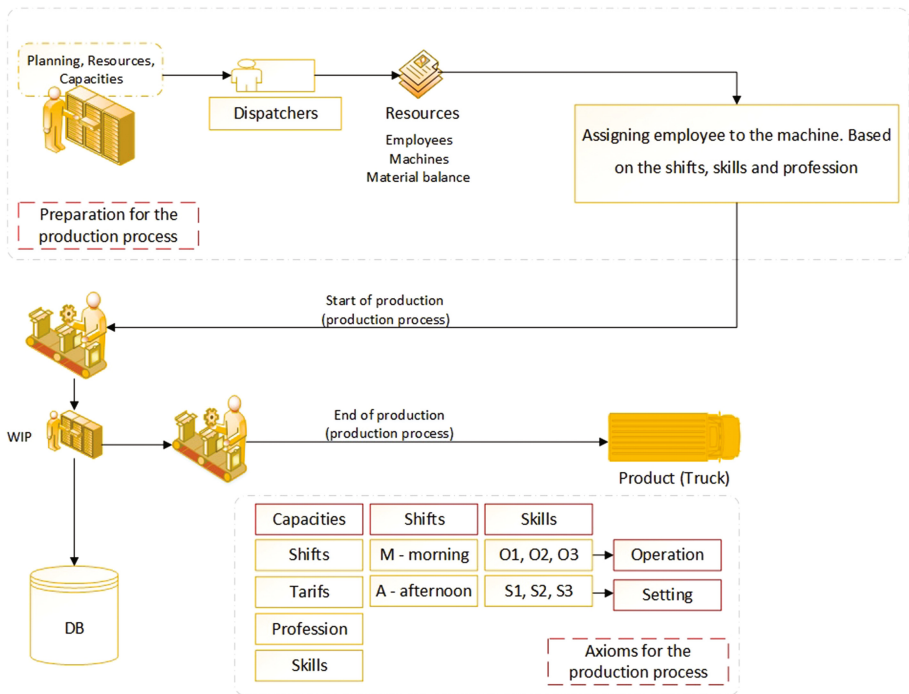 Planning, Resources,
Capacities
Dispatchers
Resources
Employees
Machines
Material balance
Assigning employee to the machine. Based
on the shifts, skills and profession
Preparation for the
production process
Start of production
(production process)
WIP
End of production
(production process)
Product (Truck)
DB
Capacities
Shifts
Skills
Shifts
M - morning
O1, O2, O3
Operation
Tarifs
A - afternoon
S1, S2, S3
Setting
Profession
Skills
Axioms for the
production process